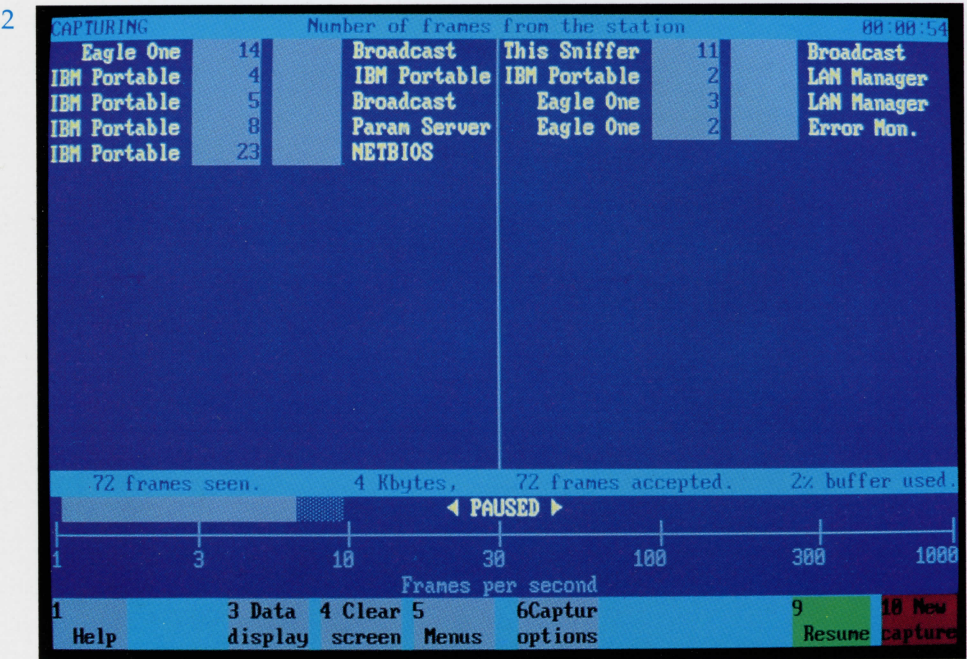 2
CAPTURING Number of frames from the station 00:00:54
Eagle One 14 Broadcast This Sniffer 11 Broadcast
IBM Portable 4 IBM Portable IBM Portable 2 LAN Manager
IBM Portable 5 Broadcast Eagle One 3 LAN Manager
IBM Portable 8 Param Server Eagle One 2 Error Mon.
IBM Portable 23 NETBIOS
72 frames seen. 4 Kbytes, 72 frames accepted. 2% buffer used.
◄ PAUSED ►
1 3 10 30 100 300 1000
Frames per second
1 3 Data 4 Clear 5 6Captur 9 10 New
Help display screen Menus options Resume capture